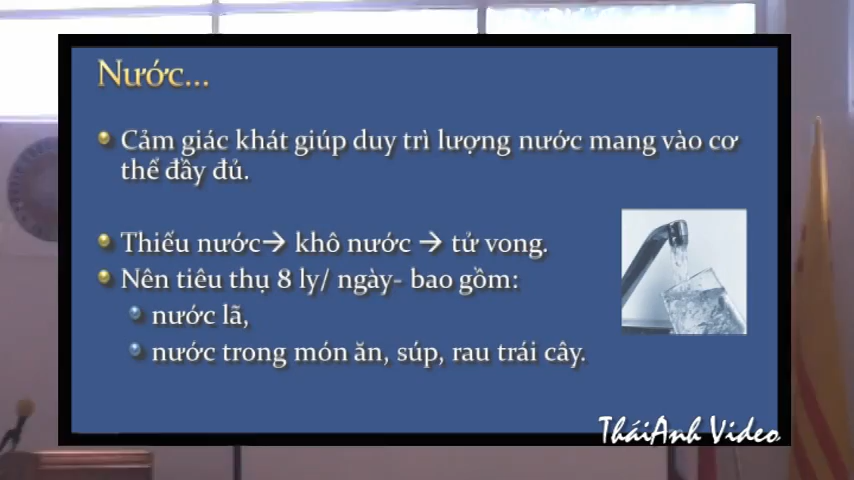 Nước...
Cảm giác khát giúp duy trì lượng nước mang vào cơ
thể đầy đủ.
Thiếu nước→ khô nước → tử vong.
Nên tiêu thụ 8 ly/ ngày- bao gồm:
nước lã,
nước trong món ăn, súp, rau trái cây.
TháiAnh Video